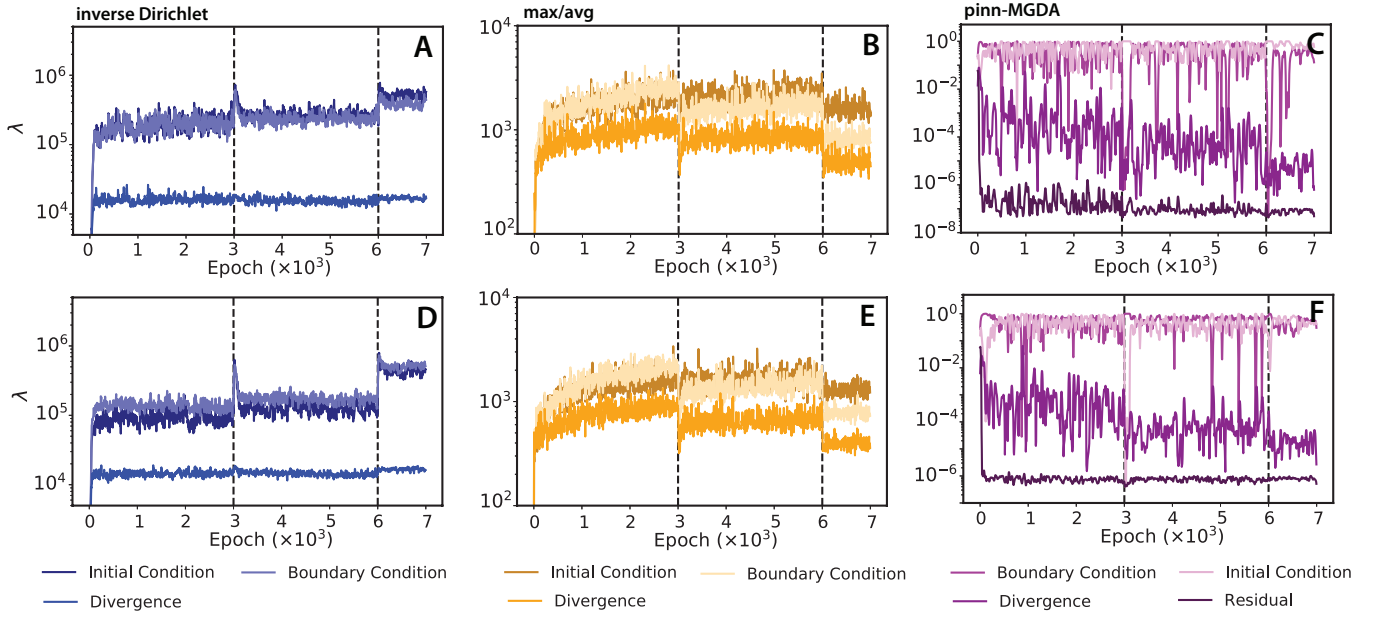 inverse Dirichlet
max/avg
pinn-MGDA
A
10^6
10^5
10^4
λ
0 1 2 3 4 5 6 7
Epoch (×10^3)
B
10^4
10^3
10^2
0 1 2 3 4 5 6 7
Epoch (×10^3)
C
10^0
10^-2
10^-4
10^-6
10^-8
0 1 2 3 4 5 6 7
Epoch (×10^3)
D
10^6
10^5
10^4
λ
0 1 2 3 4 5 6 7
Epoch (×10^3)
E
10^4
10^3
10^2
0 1 2 3 4 5 6 7
Epoch (×10^3)
F
10^0
10^-2
10^-4
10^-6
0 1 2 3 4 5 6 7
Epoch (×10^3)
Initial Condition Boundary Condition
Divergence
Initial Condition Boundary Condition
Divergence
Boundary Condition Initial Condition
Divergence Residual